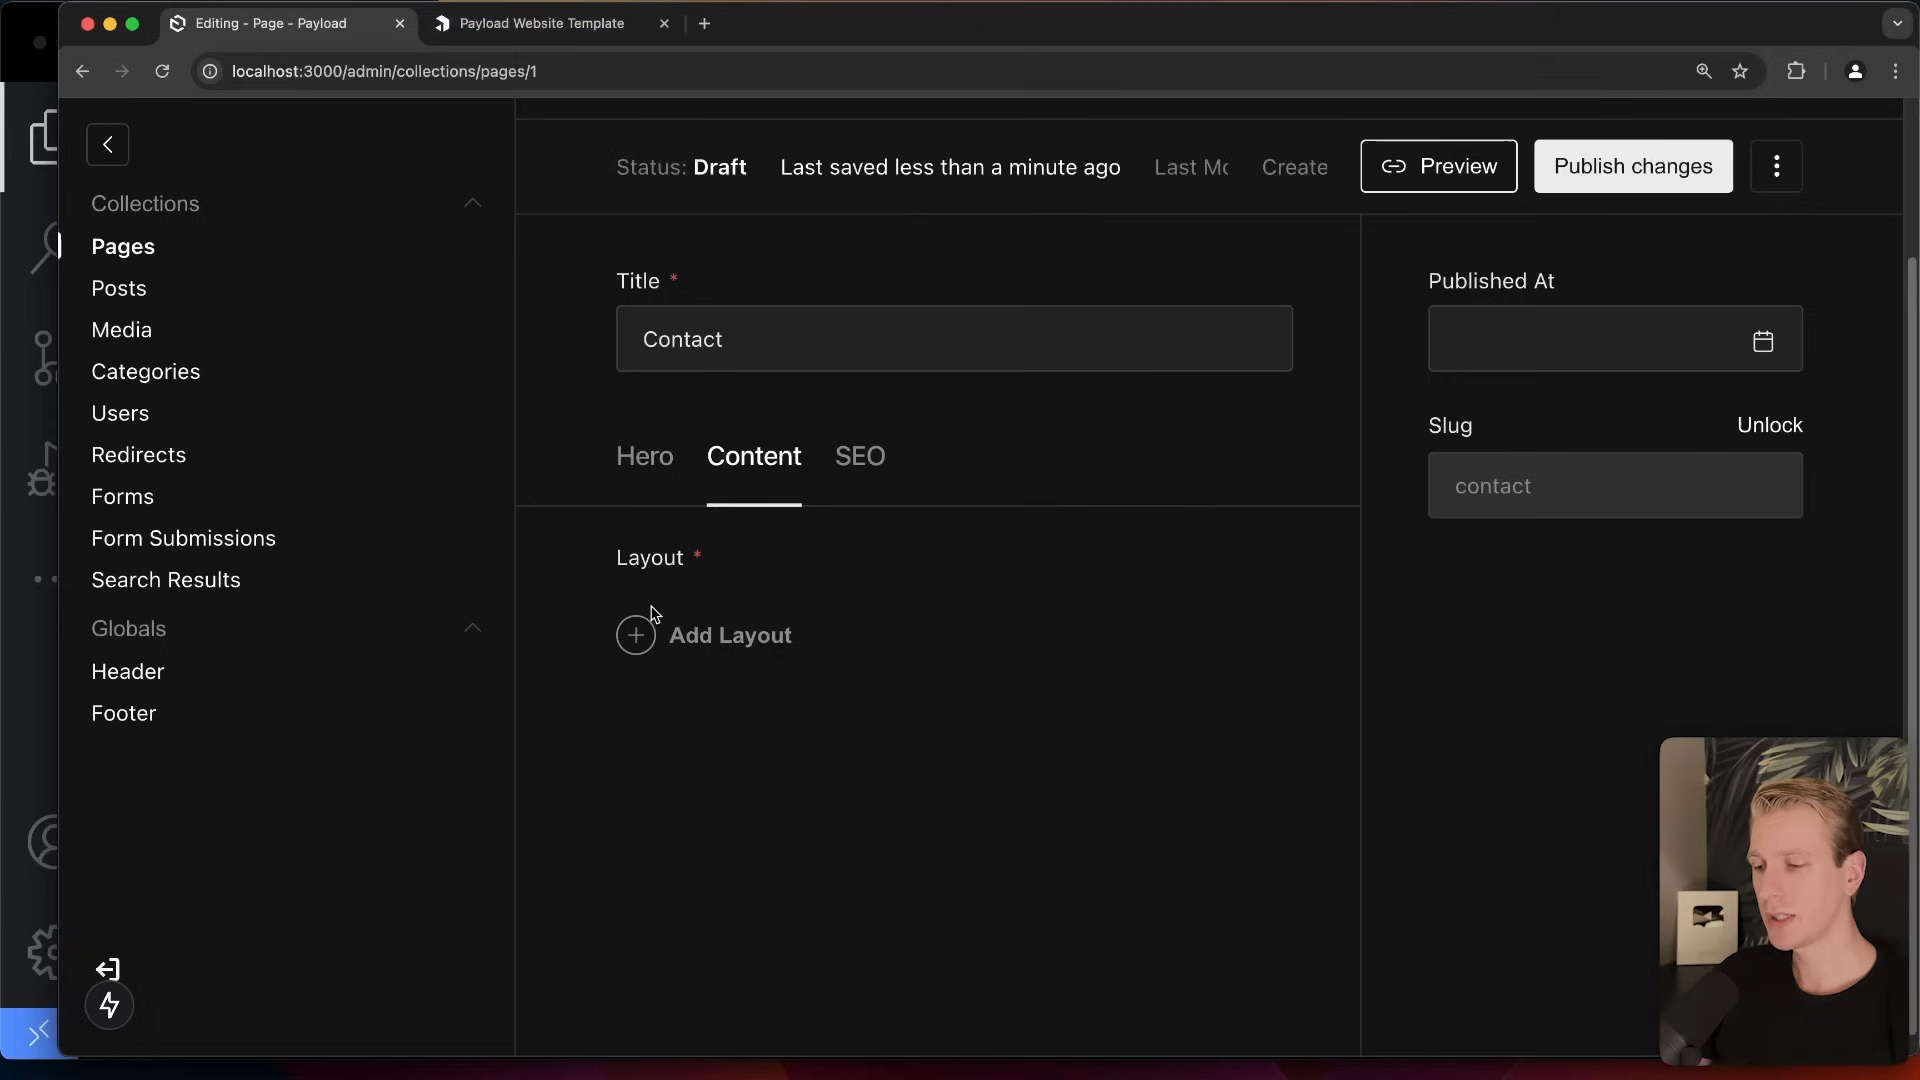 Editing - Page - Payload
Payload Website Template
localhost:3000/admin/collections/pages/1
Collections
Pages
Posts
Media
Categories
Users
Redirects
Forms
Form Submissions
Search Results
Globals
Header
Footer
Status: Draft Last saved less than a minute ago Last Mo Create
Preview
Publish changes
Title *
Contact
Hero Content SEO
Layout *
Add Layout
Published At
Slug Unlock
contact